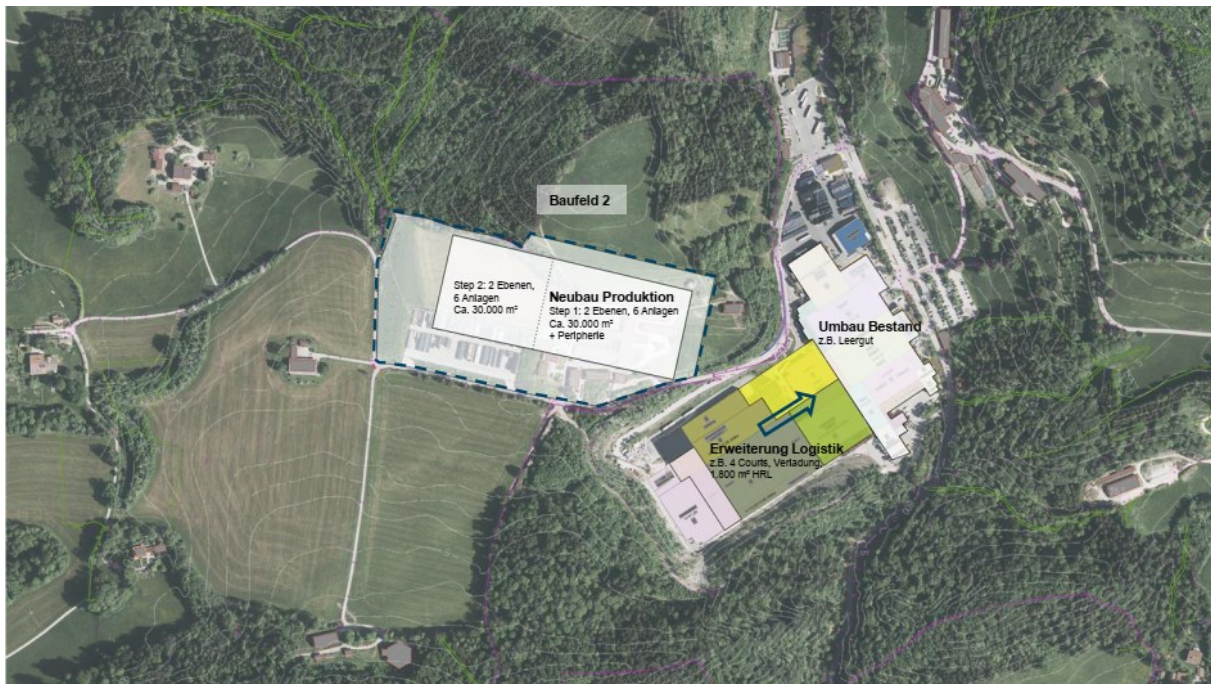 Baufeld 2
Step 2: 2 Ebenen,
6 Anlagen
Ca. 30.000 m²
Neubau Produktion
Step 1: 2 Ebenen, 6 Anlagen
Ca. 30.000 m²
+ Peripherie
Umbau Bestand
z.B. Leergut
Erweiterung Logistik
z.B. 4 Courts, Verladung,
1.800 m² HRL